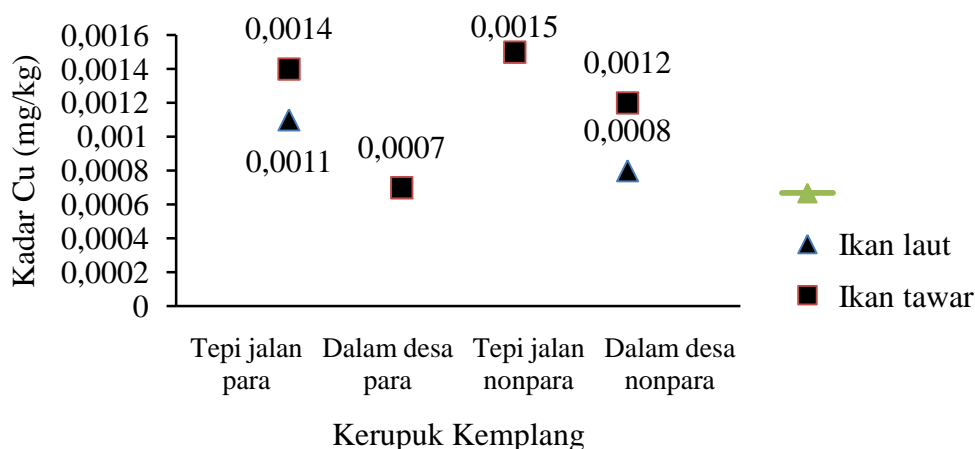 Kadar Cu (mg/kg)
0,0016
0,0014
0,0012
0,001
0,0008
0,0006
0,0004
0,0002
0
0,0014
0,0011
0,0007
0,0015
0,0012
0,0008
Tepi jalan
para
Dalam desa
para
Tepi jalan
nonpara
Dalam desa
nonpara
Kerupuk Kemplang
Ikan laut
Ikan tawar